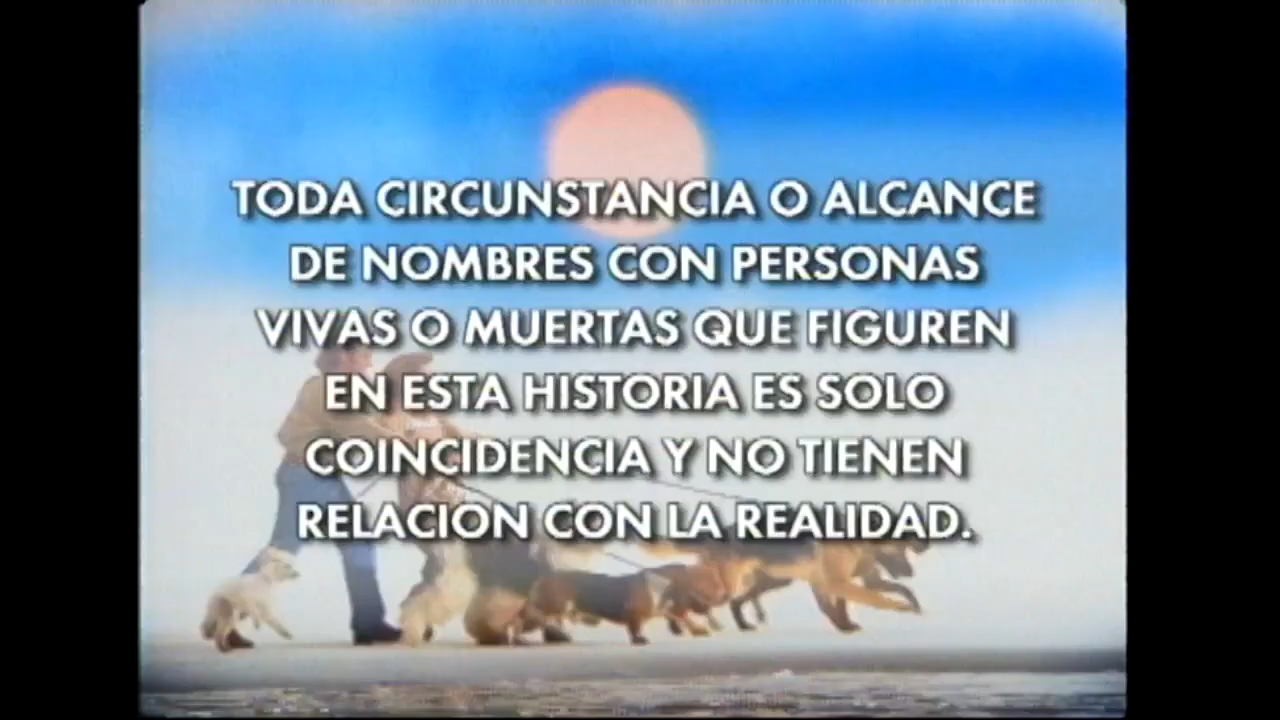 TODA CIRCUNSTANCIA O ALCANCE
DE NOMBRES CON PERSONAS
VIVAS O MUERTAS QUE FIGUREN
EN ESTA HISTORIA ES SOLO
COINCIDENCIA Y NO TIENEN
RELACION CON LA REALIDAD.